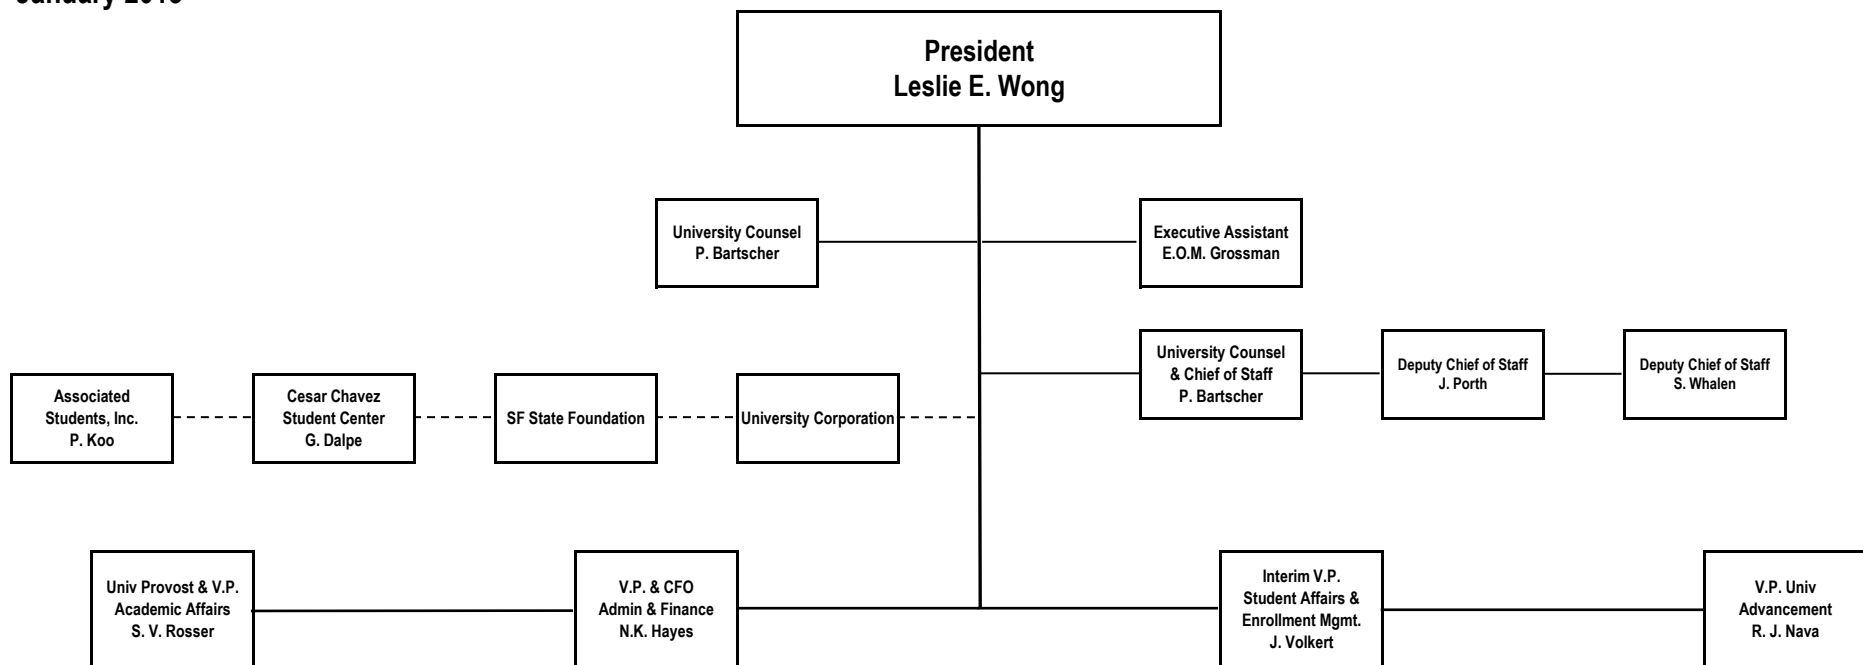 January
President
Leslie E. Wong
University Counsel
P. Bartscher
Executive Assistant
E.O.M. Grossman
University Counsel
& Chief of Staff
P. Bartscher
Deputy Chief of Staff
J. Porth
Deputy Chief of Staff
S. Whalen
Associated
Students, Inc.
P. Koo
Cesar Chavez
Student Center
G. Dalpe
SF State Foundation
University Corporation
Univ Provost & V.P.
Academic Affairs
S. V. Rosser
V.P. & CFO
Admin & Finance
N.K. Hayes
Interim V.P.
Student Affairs &
Enrollment Mgmt.
J. Volkert
V.P. Univ
Advancement
R. J. Nava